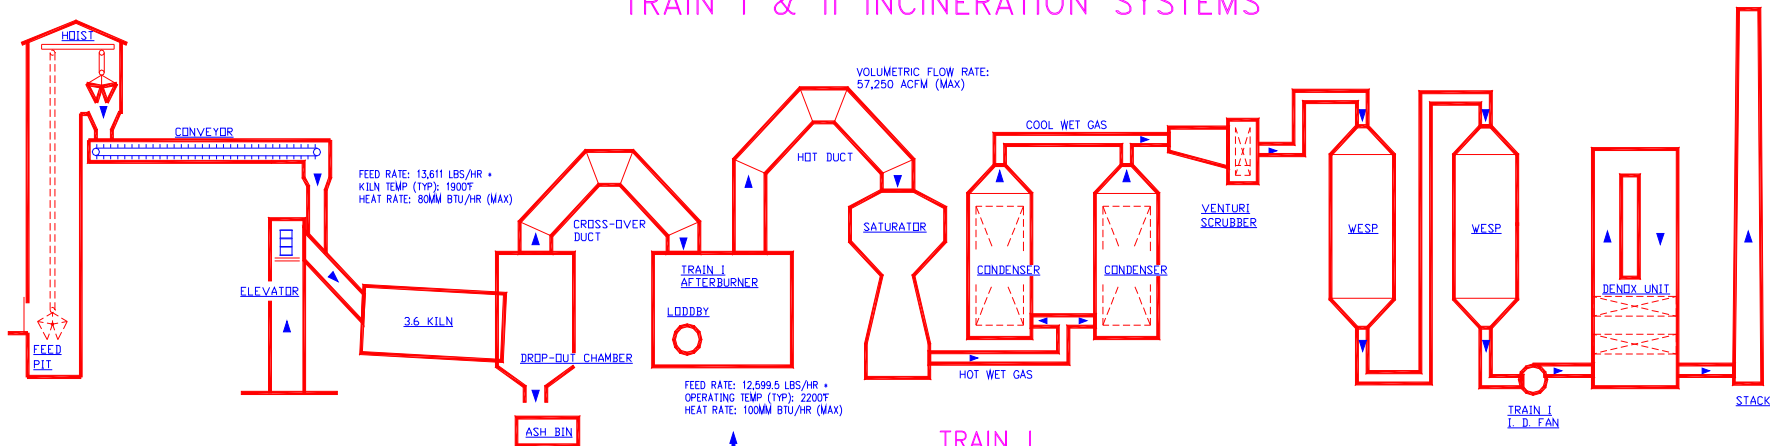 TRAIN I & II INCINERATION SYSTEMS
HOIST
CONVEYOR
FEED RATE: 13,611 LBS/HR *
KILN TEMP (TYP): 1900°F
HEAT RATE: 80MM BTU/HR (MAX)
ELEVATOR
FEED
PIT
3.6 KILN
CROSS-OVER
DUCT
DROP-OUT CHAMBER
ASH BIN
TRAIN I
AFTERBURNER
LODDBY
FEED RATE: 12,599.5 LBS/HR *
OPERATING TEMP (TYP): 2200°F
HEAT RATE: 100MM BTU/HR (MAX)
HOT DUCT
VOLUMETRIC FLOW RATE:
57,250 ACFM (MAX)
SATURATOR
HOT WET GAS
COOL WET GAS
CONDENSER
CONDENSER
VENTURI
SCRUBBER
WESP
WESP
TRAIN I
I. D. FAN
DENOX UNIT
STACK
TRAIN I